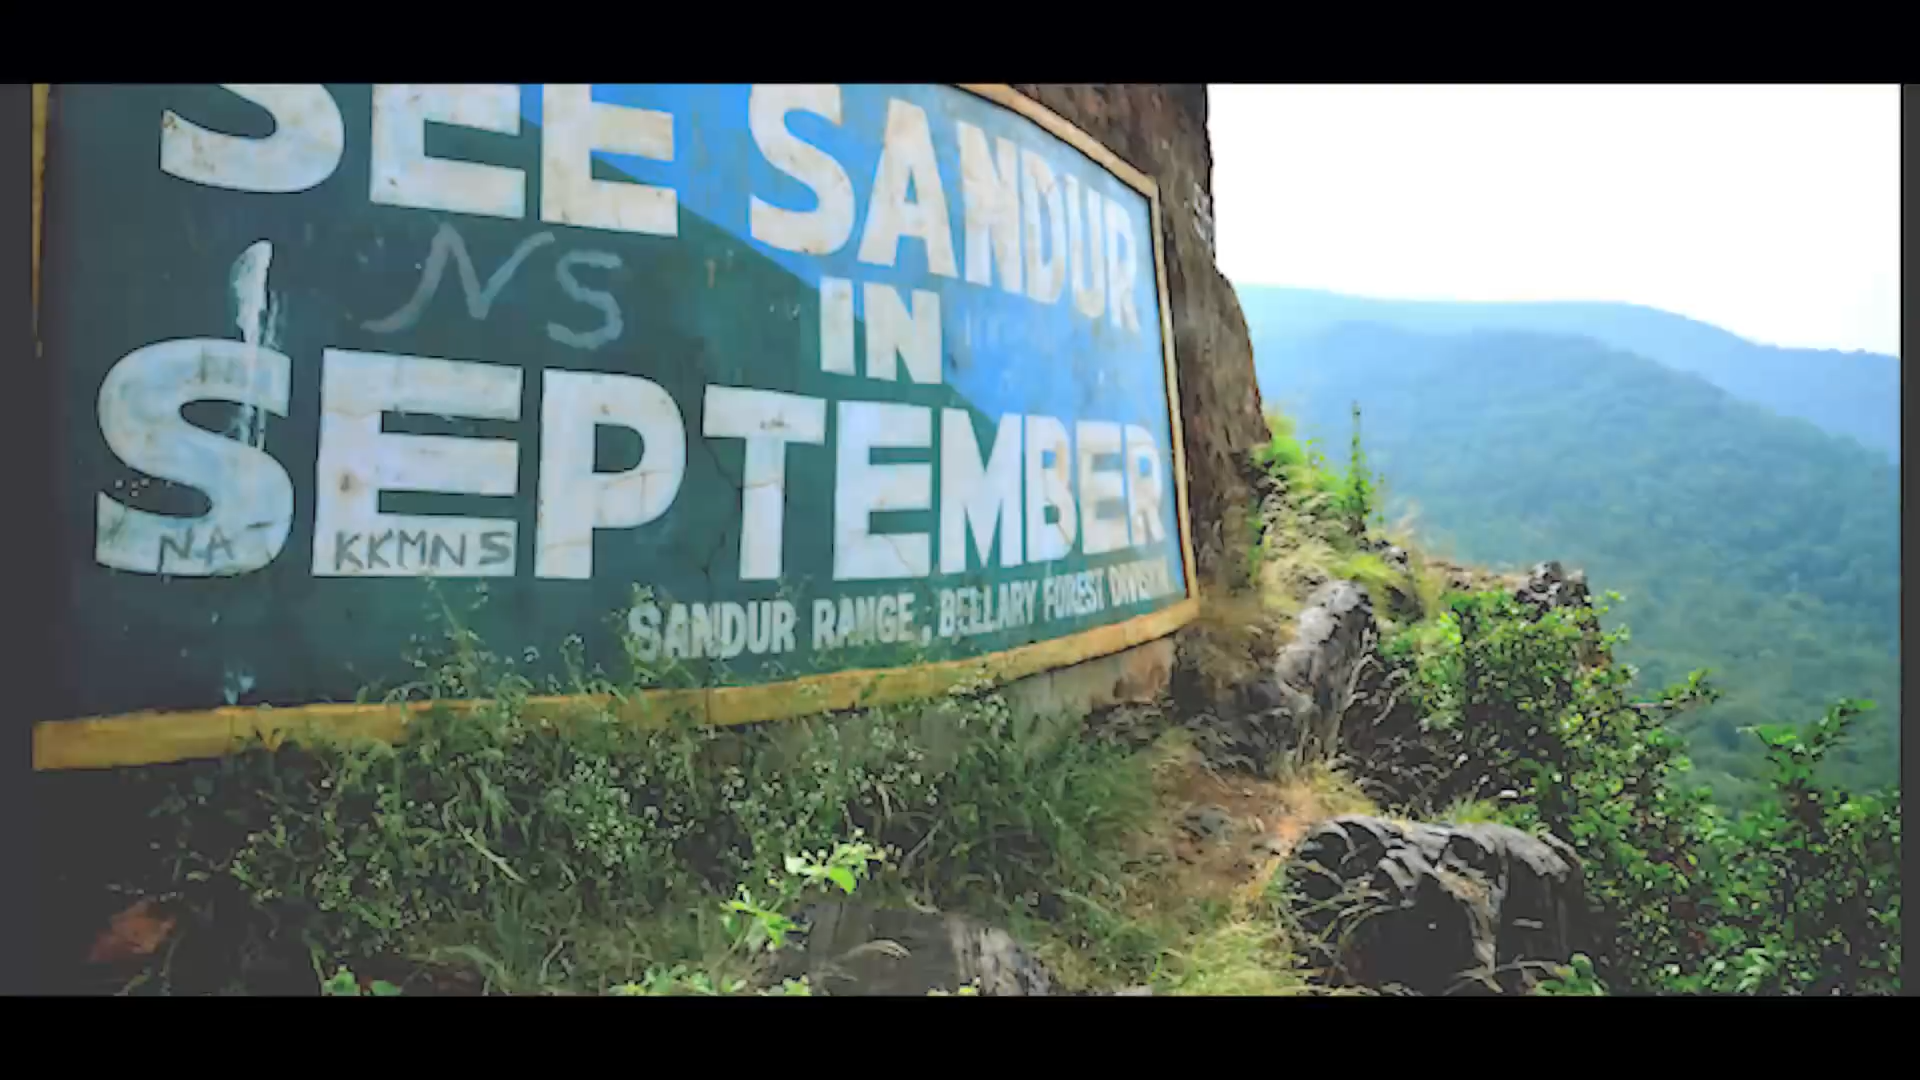 SEE SANDUR
NS
IN
SEPTEMBER
NA
KKMNS
SANDUR RANGE, BELLARY FOREST DIVISION